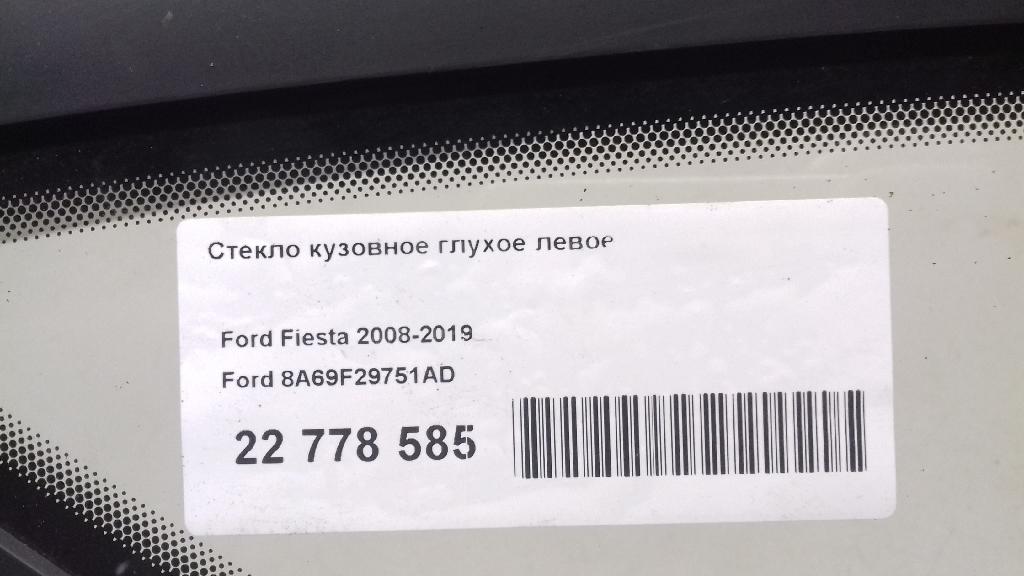 Стекло кузовное глухое левое
Ford Fiesta 2008-2019
Ford 8A69F29751AD
22 778 585